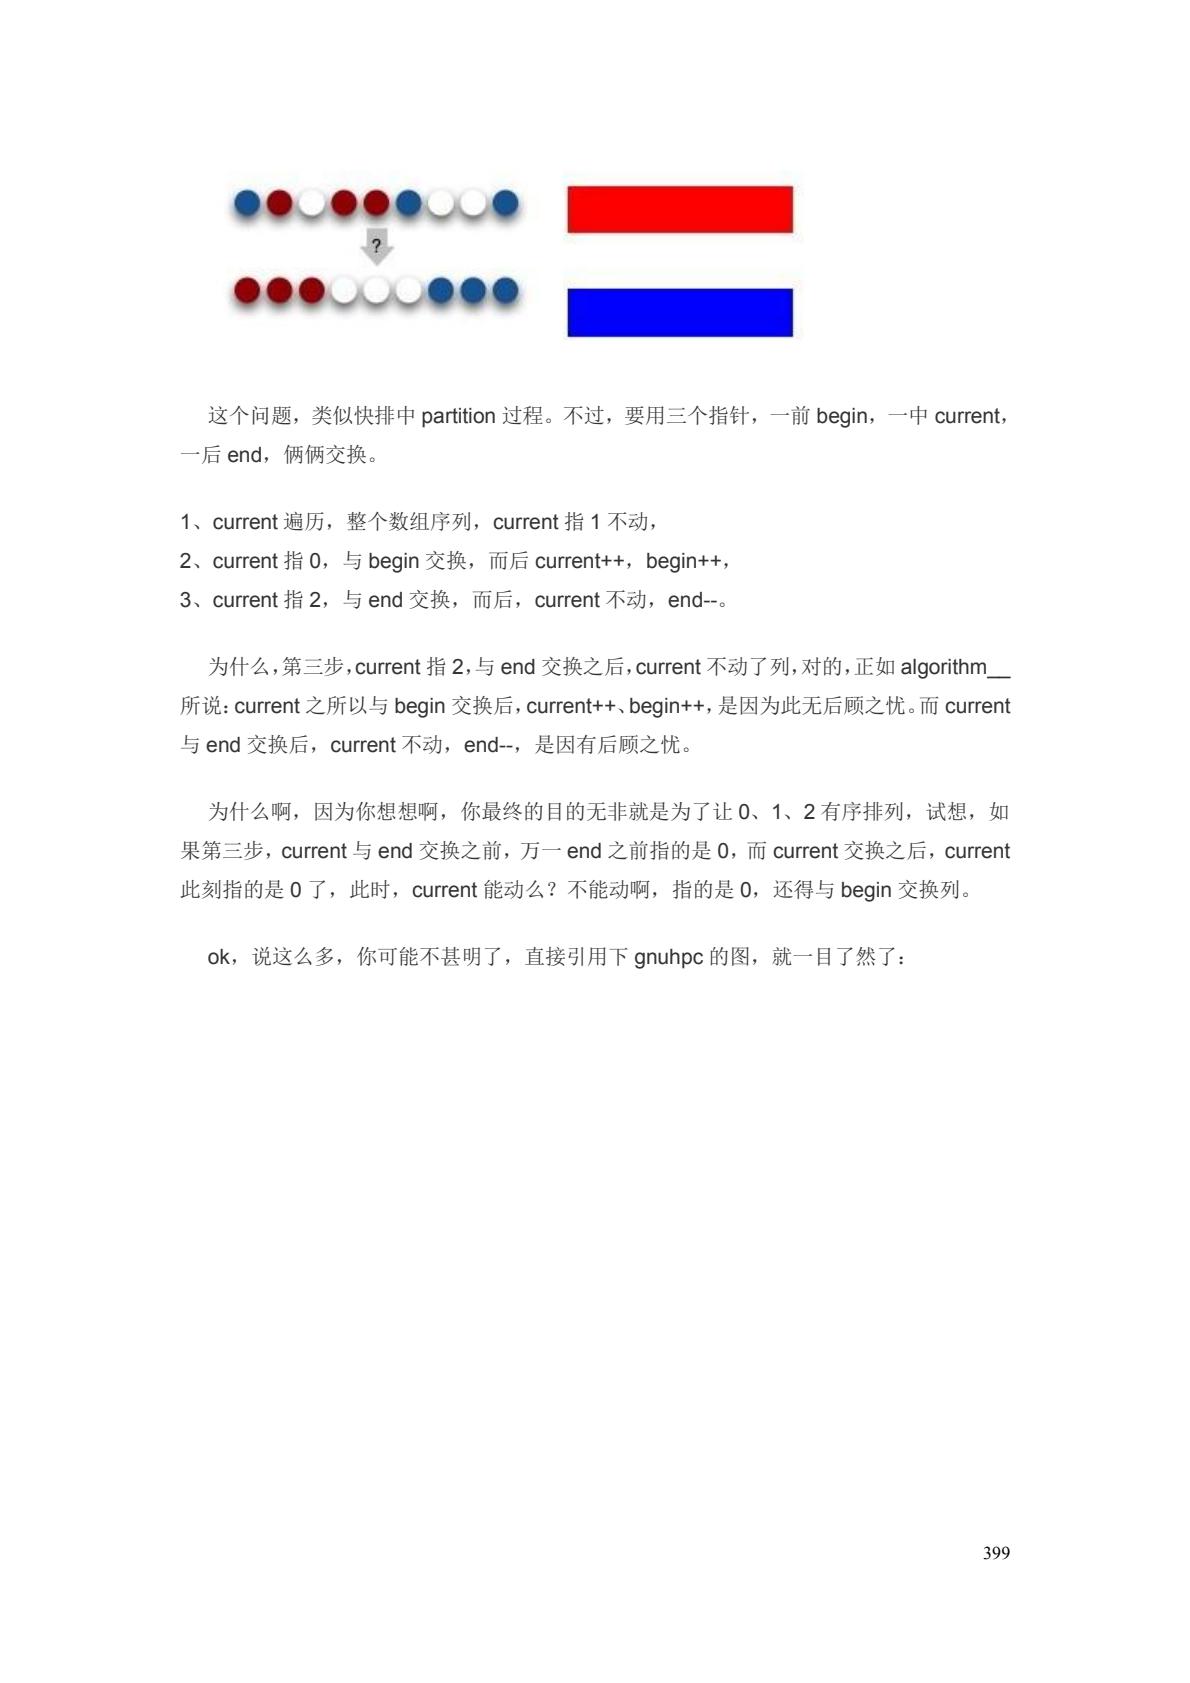 ?
这个问题，类似快排中 partition 过程。不过，要用三个指针，一前 begin，一中 current，
一后 end，俩俩交换。
1、current 遍历，整个数组序列，current 指 1 不动，
2、current 指 0，与 begin 交换，而后 current++，begin++，
3、current 指 2，与 end 交换，而后，current 不动，end--。
为什么，第三步，current 指 2，与 end 交换之后，current 不动了列，对的，正如 algorithm__
所说：current 之所以与 begin 交换后，current++、begin++，是因为此无后顾之忧。而 current
与 end 交换后，current 不动，end--，是因有后顾之忧。
为什么啊，因为你想想啊，你最终的目的无非就是为了让 0、1、2 有序排列，试想，如
果第三步，current 与 end 交换之前，万一 end 之前指的是 0，而 current 交换之后，current
此刻指的是 0 了，此时，current 能动么？不能动啊，指的是 0，还得与 begin 交换列。
ok，说这么多，你可能不甚明了，直接引用下 gnuhpc 的图，就一目了然了：
399